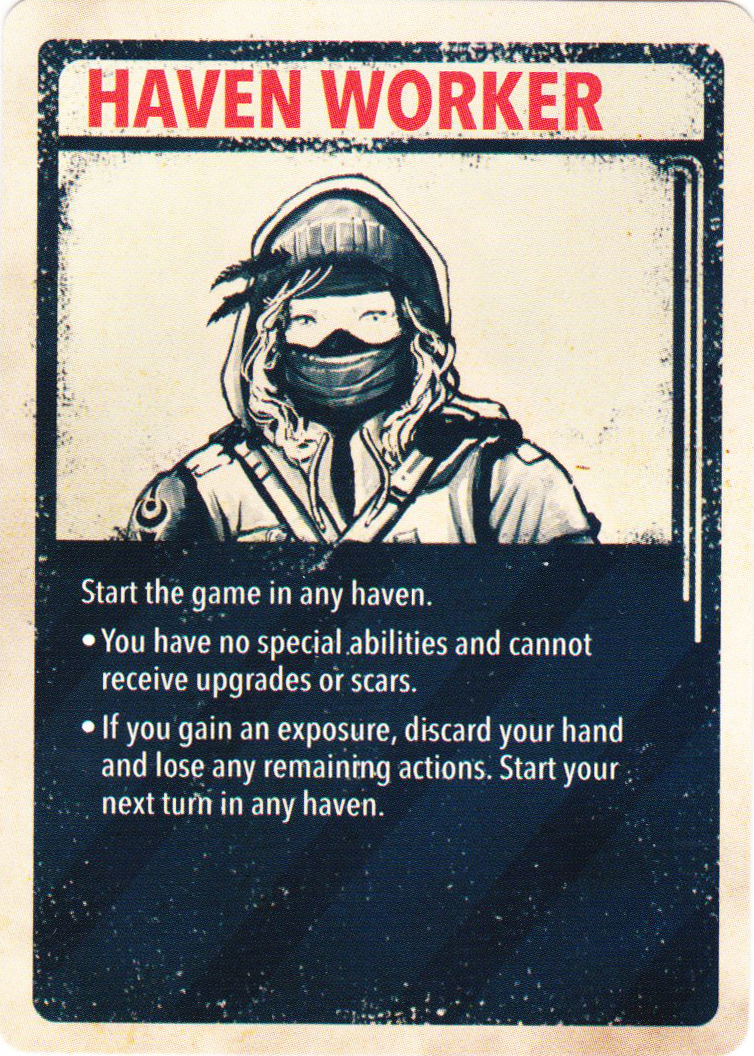 HAVEN WORKER
Start the game in any haven.
• You have no special abilities and cannot
receive upgrades or scars.
• If you gain an exposure, discard your hand
and lose any remaining actions. Start your
next turn in any haven.